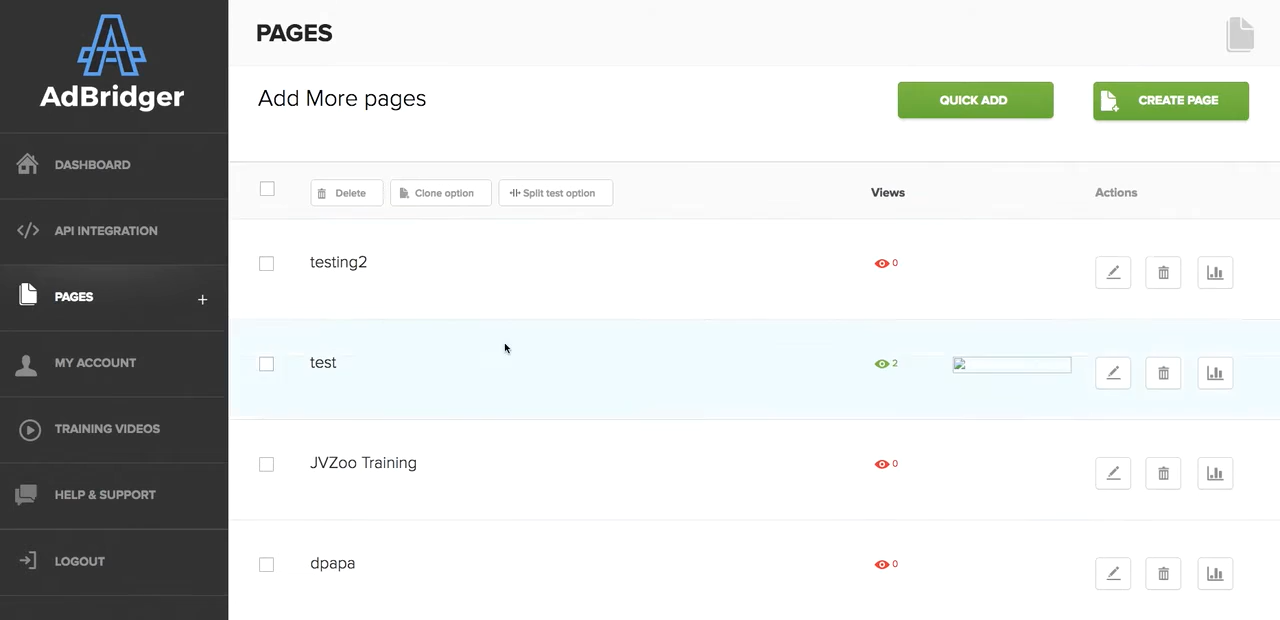 AdBridger
DASHBOARD
API INTEGRATION
PAGES +
MY ACCOUNT
TRAINING VIDEOS
HELP & SUPPORT
LOGOUT
PAGES
Add More pages
QUICK ADD
CREATE PAGE
Delete
Clone option
Split test option
Views
Actions
testing2
0
test
2
JVZoo Training
0
dpapa
0